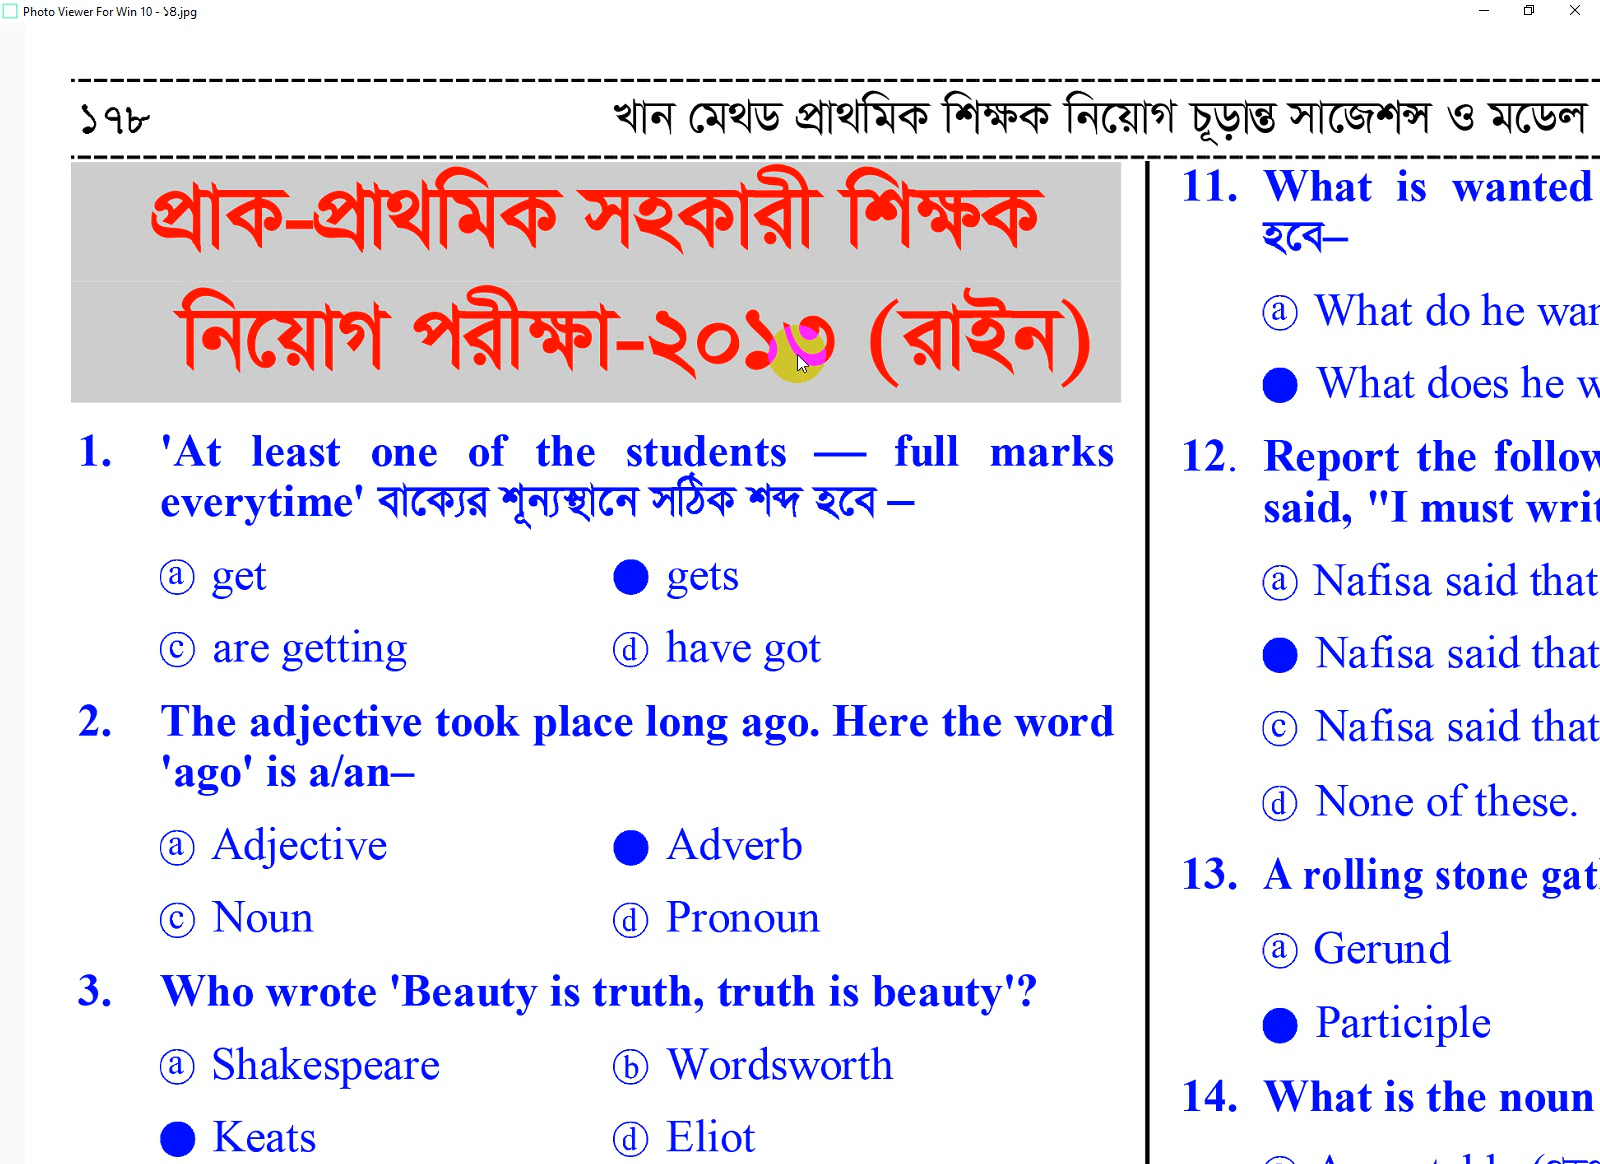 Photo Viewer For Win 10 - ১৪.jpg
১৭৮
খান মেথড প্রাথমিক শিক্ষক নিয়োগ চূড়ান্ত সাজেশন্স ও মডেল
প্রাক-প্রাথমিক সহকারী শিক্ষক
নিয়োগ পরীক্ষা-২০১৩ (রাইন)
1. 'At least one of the students — full marks
everytime' বাক্যের শূন্যস্থানে সঠিক শব্দ হবে –
ⓐ get ● gets
ⓒ are getting ⓓ have got
2. The adjective took place long ago. Here the word
'ago' is a/an–
ⓐ Adjective ● Adverb
ⓒ Noun ⓓ Pronoun
3. Who wrote 'Beauty is truth, truth is beauty'?
ⓐ Shakespeare ⓑ Wordsworth
● Keats ⓓ Eliot
11. What is wanted
হবে–
ⓐ What do he
● What does he
12. Report the
said, "I must
ⓐ Nafisa said that
● Nafisa said that
ⓒ Nafisa said that
ⓓ None of these.
13. A rolling stone
ⓐ Gerund
● Participle
14. What is the noun